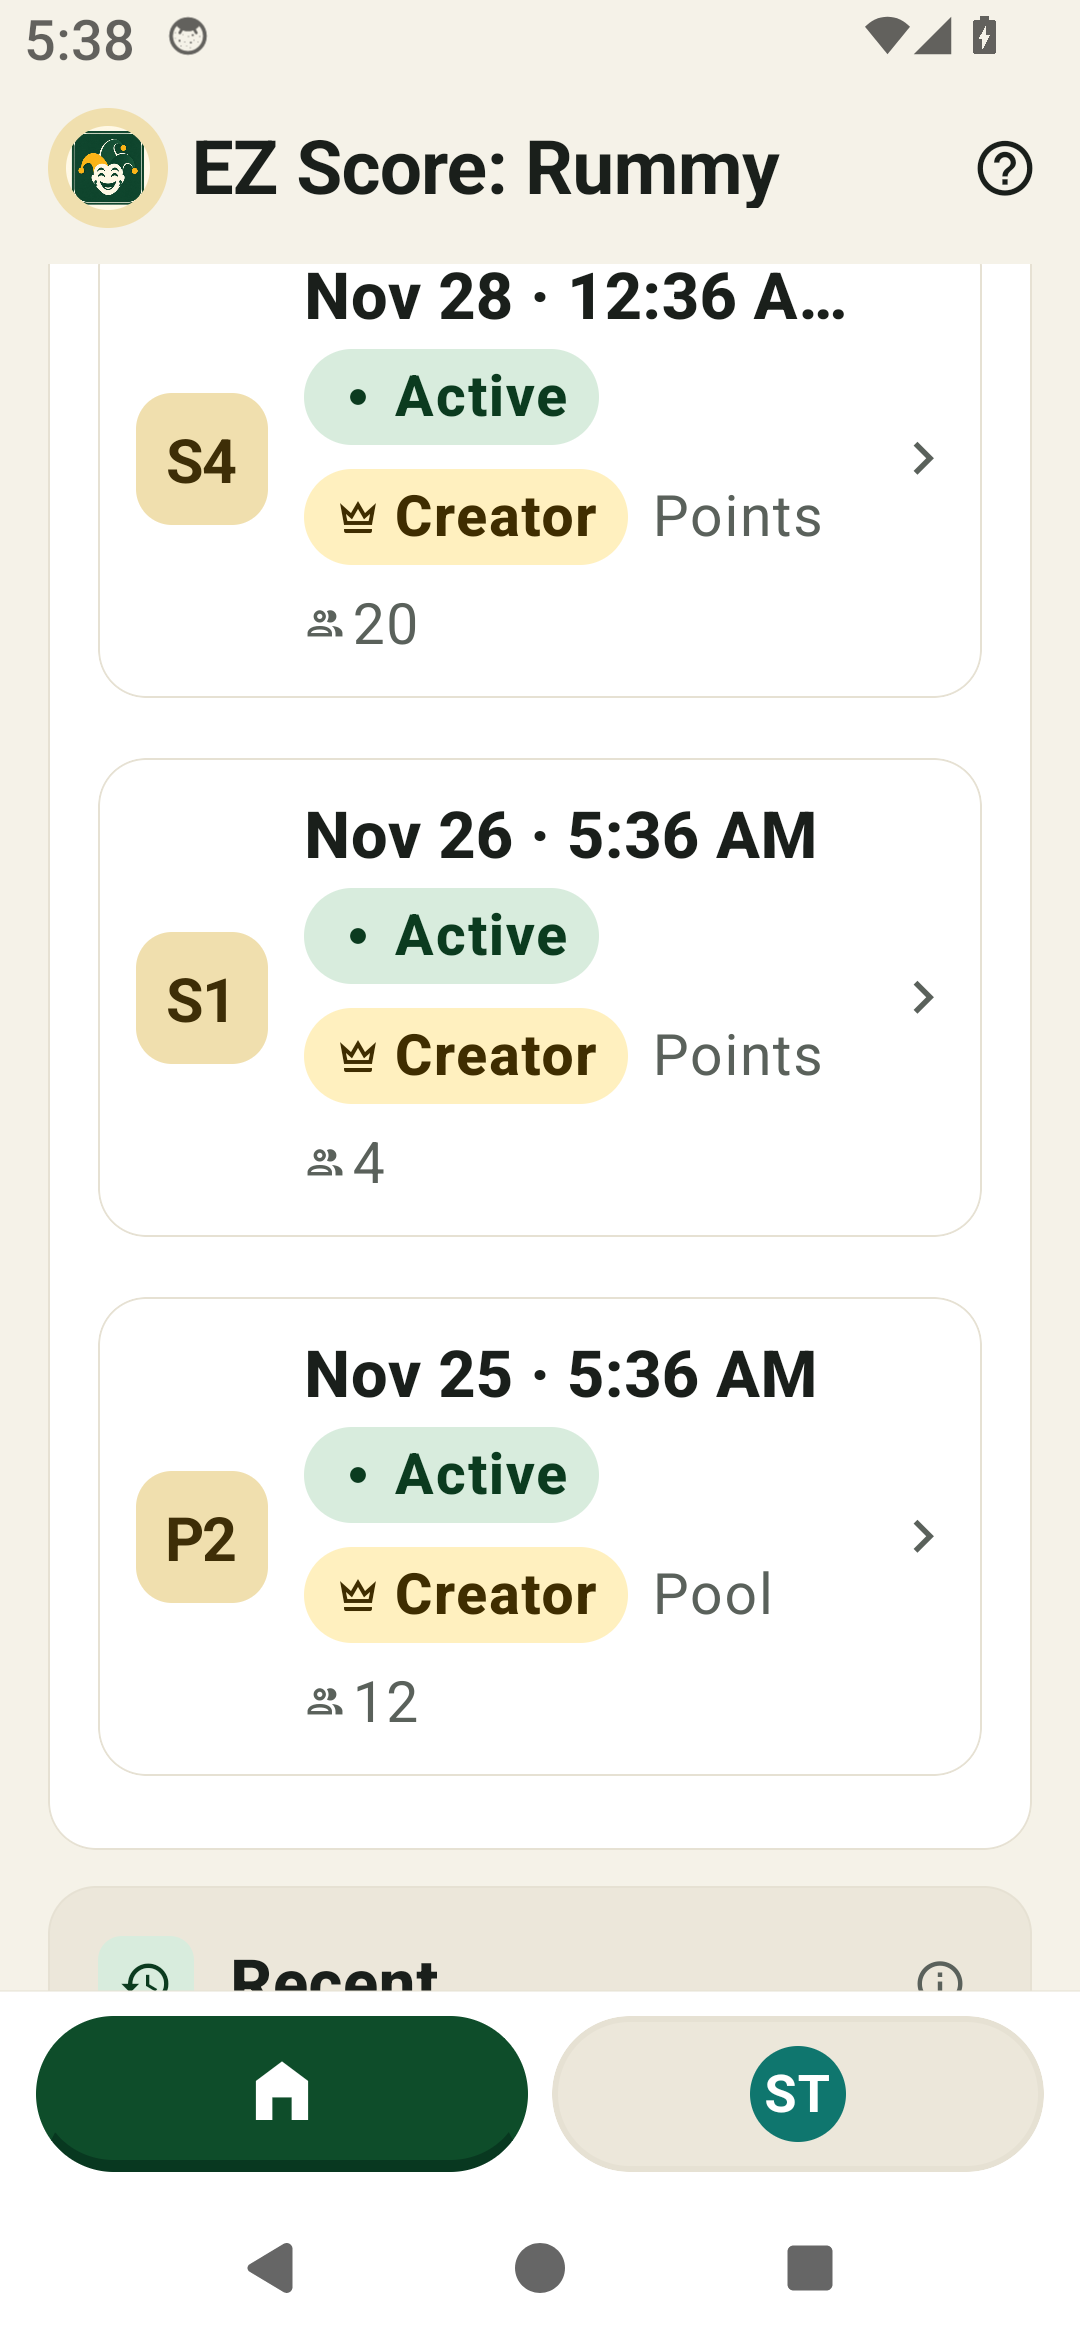 5:38
EZ Score: Rummy
Nov 28 · 12:36 A...
• Active
S4
Creator Points
20
Nov 26 · 5:36 AM
• Active
S1
Creator Points
4
Nov 25 · 5:36 AM
• Active
P2
Creator Pool
12
Recent
ST